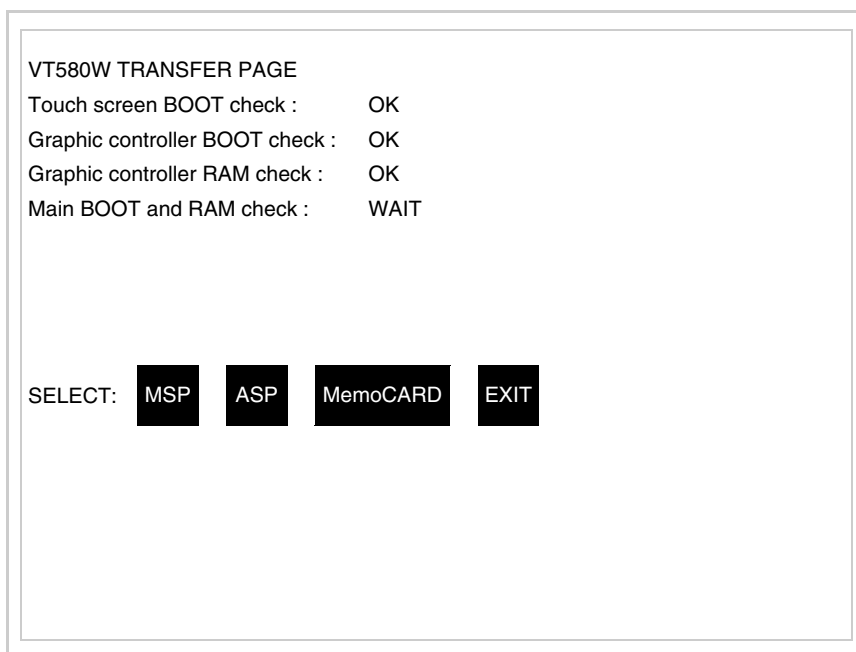 VT580W TRANSFER PAGE
Touch screen BOOT check : OK
Graphic controller BOOT check : OK
Graphic controller RAM check : OK
Main BOOT and RAM check : WAIT
SELECT: MSP ASP MemoCARD EXIT